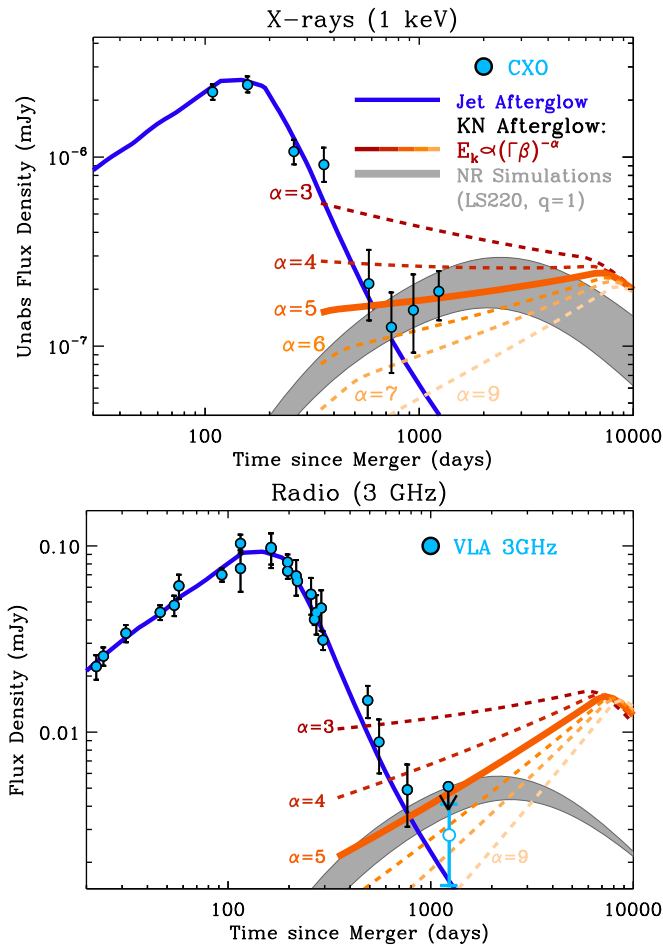 X-rays (1 keV)
CXO
Jet Afterglow
KN Afterglow:
E_k∝(Γβ)^-α
NR Simulations
(LS220, q=1)
α=3
α=4
α=5
α=6
α=7
α=9
10^-6
10^-7
Unabs Flux Density (mJy)
100
1000
10000
Time since Merger (days)
Radio (3 GHz)
VLA 3GHz
0.10
0.01
Flux Density (mJy)
α=3
α=4
α=5
α=9
100
1000
10000
Time since Merger (days)